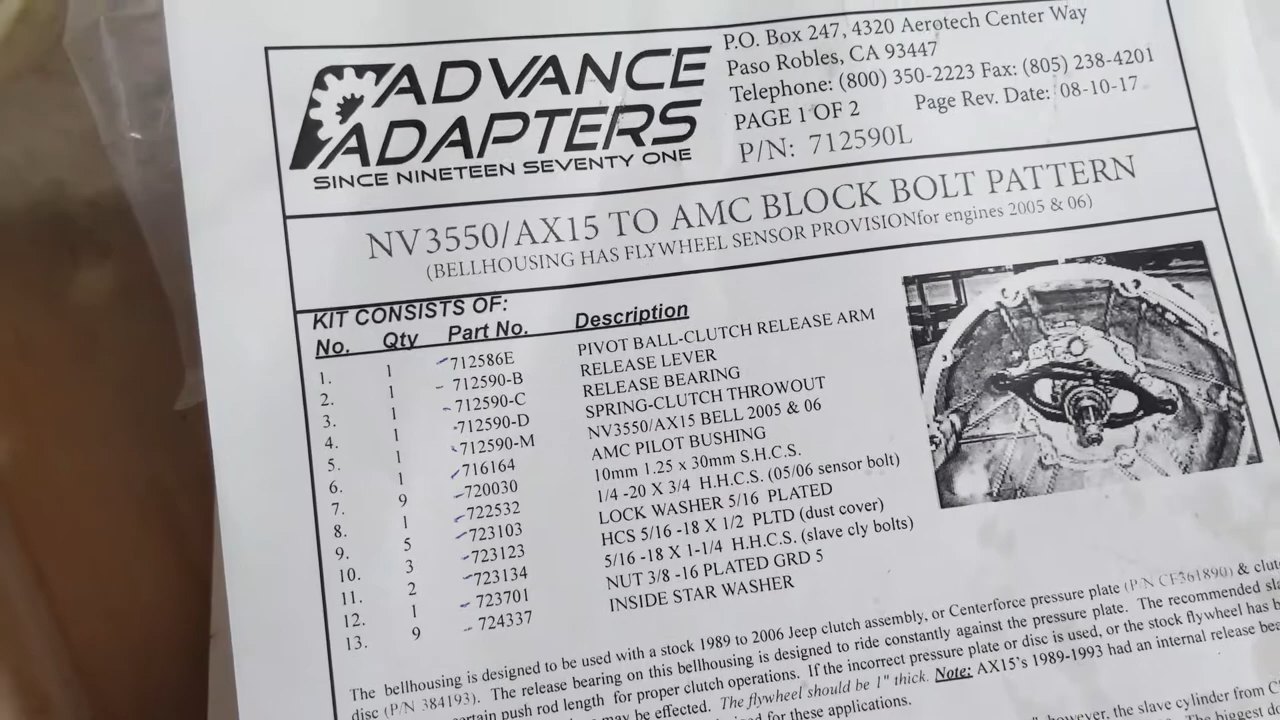 ADVANCE
ADAPTERS
SINCE NINETEEN SEVENTY ONE
P.O. Box 247, 4320 Aerotech Center Way
Paso Robles, CA 93447
Telephone: (800) 350-2223 Fax: (805) 238-4201
PAGE 1 OF 2 Page Rev. Date: 08-10-17
P/N: 712590L
NV3550/AX15 TO AMC BLOCK BOLT PATTERN
(BELLHOUSING HAS FLYWHEEL SENSOR PROVISIONfor engines 2005 & 06)
KIT CONSISTS OF:
No. Qty Part No. Description
1. 1 712586E PIVOT BALL-CLUTCH RELEASE ARM
2. 1 712590-B RELEASE LEVER
3. 1 712590-C RELEASE BEARING
4. 1 712590-D SPRING-CLUTCH THROWOUT
5. 1 712590-M NV3550/AX15 BELL 2005 & 06
6. 1 716164 AMC PILOT BUSHING
7. 9 720030 10mm 1.25 x 30mm S.H.C.S.
8. 1 722532 1/4 -20 X 3/4 H.H.C.S. (05/06 sensor bolt)
9. 5 723103 LOCK WASHER 5/16 PLATED
10. 3 723123 HCS 5/16 -18 X 1/2 PLTD (dust cover)
11. 2 723134 5/16 -18 X 1-1/4 H.H.C.S. (slave cly bolts)
12. 1 723701 NUT 3/8 -16 PLATED GRD 5
13. 9 724337 INSIDE STAR WASHER
The bellhousing is designed to be used with a stock 1989 to 2006 Jeep clutch assembly, or Centerforce pressure plate (P/N CF361890) &
disc (P/N 384193). The release bearing on this bellhousing is designed to ride constantly against the pressure plate. The recommended
push rod length for proper clutch operations. If the incorrect pressure plate or disc is used, or the stock flywheel has
may be effected. The flywheel should be 1" thick. Note: AX15's 1989-1993 had an internal release
for these applications.
however, the slave cylinder from
biggest